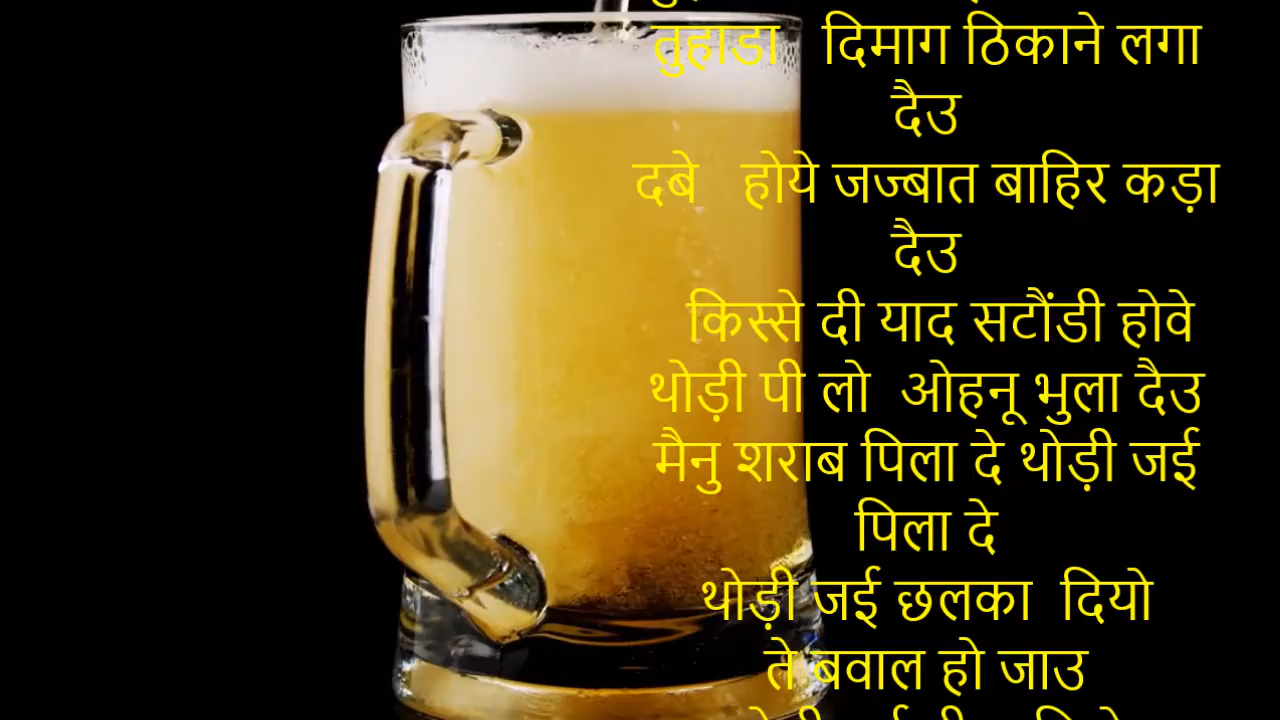 तुहाडा दिमाग ठिकाने लगा
दैउ
दबे होये जज्बात बाहिर कड़ा
दैउ
किस्से दी याद सटौंडी होवे
थोड़ी पी लो ओहनू भुला दैउ
मैनु शराब पिला दे थोड़ी जई
पिला दे
थोड़ी जई छलका दियो
ते बवाल हो जाउ